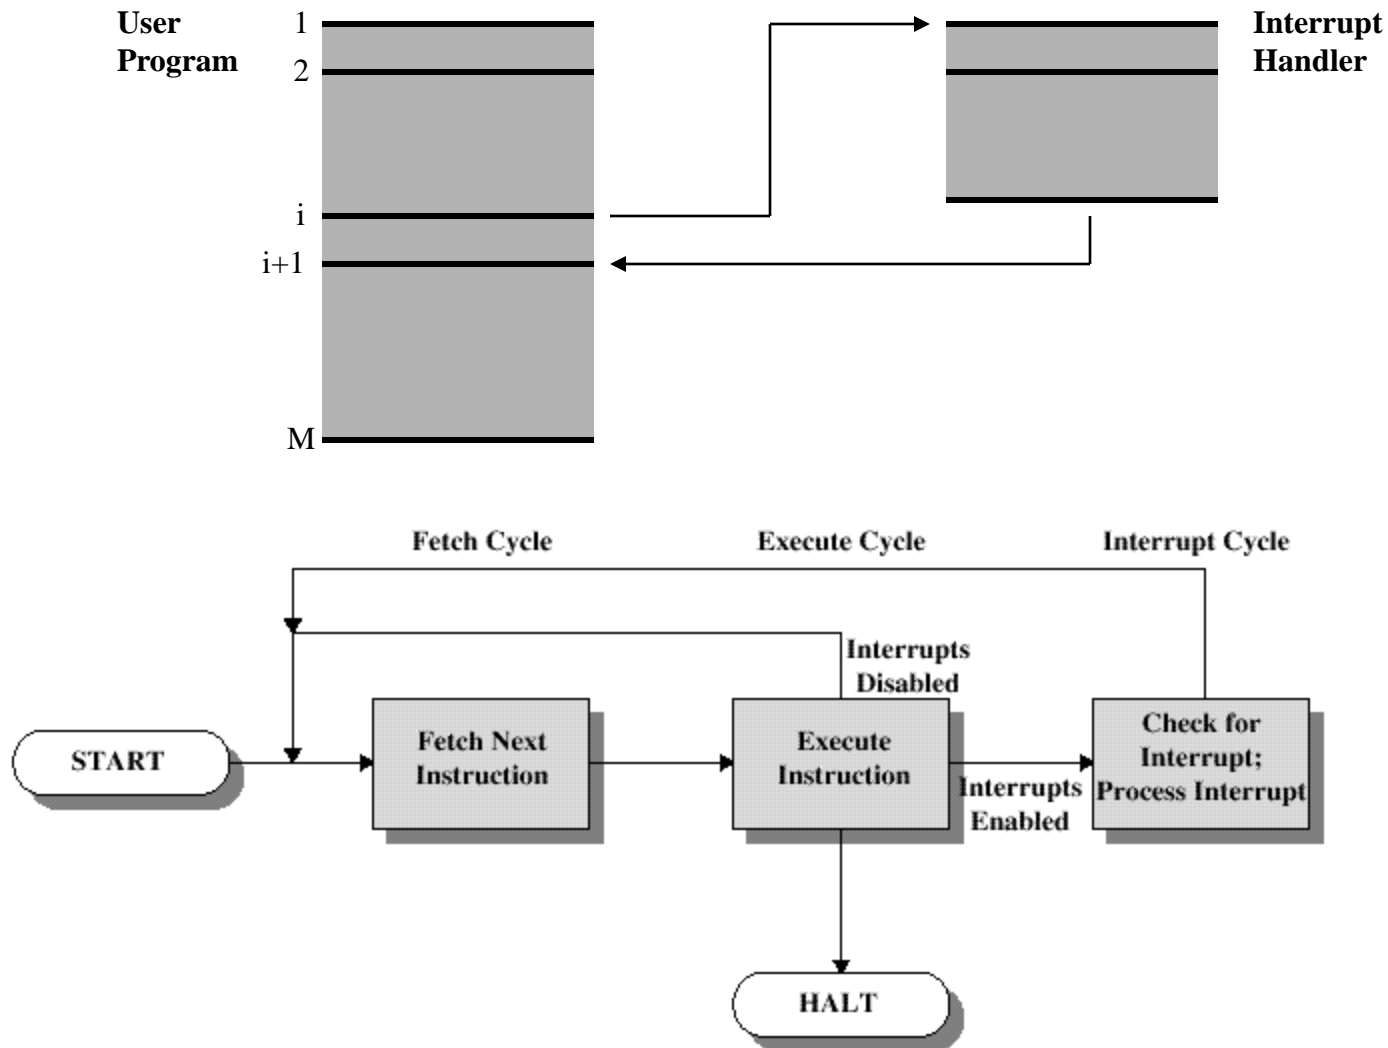 User
Program
1
2
i
i+1
M
Interrupt
Handler
Fetch Cycle
Execute Cycle
Interrupt Cycle
START
Fetch Next
Instruction
Execute
Instruction
Interrupts
Disabled
Interrupts
Enabled
Check for
Interrupt;
Process Interrupt
HALT